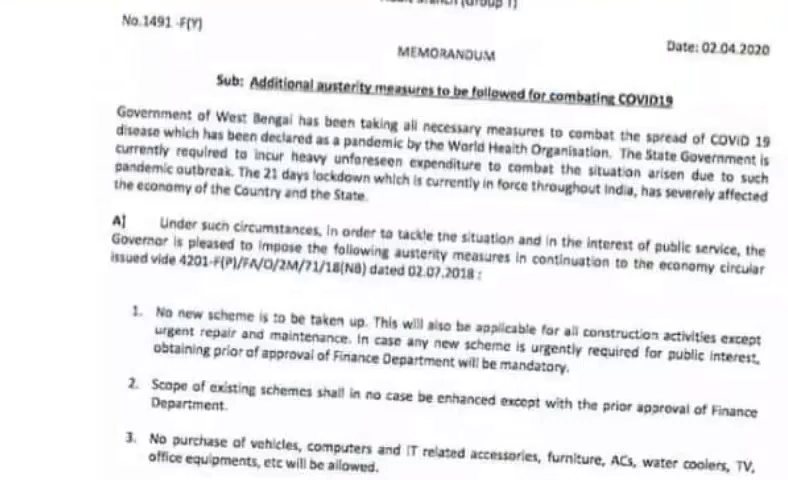 (Group 1)
No.1491 -F(Y)
Date: 02.04.2020
MEMORANDUM
Sub: Additional austerity measures to be followed for combating COVID19
Government of West Bengal has been taking all necessary measures to combat the spread of COVID 19
disease which has been declared as a pandemic by the World Health Organisation. The State Government is
currently required to incur heavy unforeseen expenditure to combat the situation arisen due to such
pandemic outbreak. The 21 days lockdown which is currently in force throughout India, has severely affected
the economy of the Country and the State.
A] Under such circumstances, in order to tackle the situation and in the interest of public service, the
Governor is pleased to impose the following austerity measures in continuation to the economy circular
issued vide 4201-F(P)/FA/O/2M/71/18(NB) dated 02.07.2018 :
1. No new scheme is to be taken up. This will also be applicable for all construction activities except
urgent repair and maintenance. In case any new scheme is urgently required for public interest,
obtaining prior of approval of Finance Department will be mandatory.
2. Scope of existing schemes shall in no case be enhanced except with the prior approval of Finance
Department.
3. No purchase of vehicles, computers and IT related accessories, furniture, ACs, water coolers, TV,
office equipments, etc will be allowed.